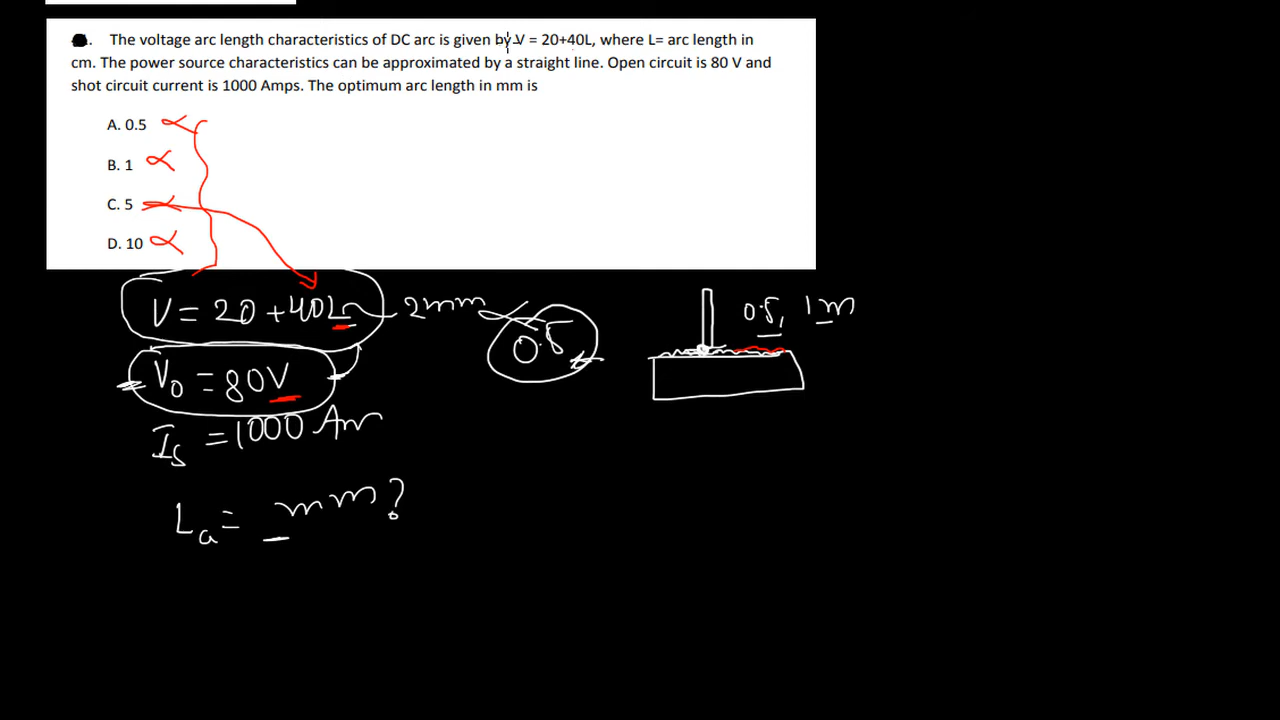 . The voltage arc length characteristics of DC arc is given by V = 20+40L, where L= arc length in
cm. The power source characteristics can be approximated by a straight line. Open circuit is 80 V and
shot circuit current is 1000 Amps. The optimum arc length in mm is
A. 0.5
B. 1
C. 5
D. 10
V = 20 + 40La 2mm 0.5
0.5, 1m
V0 = 80V
Is = 1000 Am
La = _ mm?